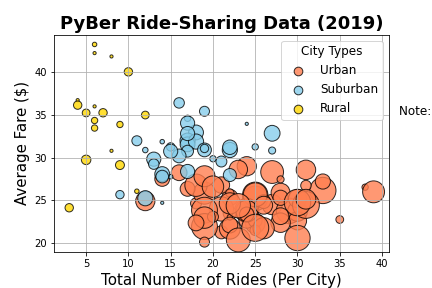 PyBer Ride-Sharing Data (2019)
City Types
Urban
Suburban
Rural
Note:
Average Fare ($)
40
35
30
25
20
5 10 15 20 25 30 35 40
Total Number of Rides (Per City)